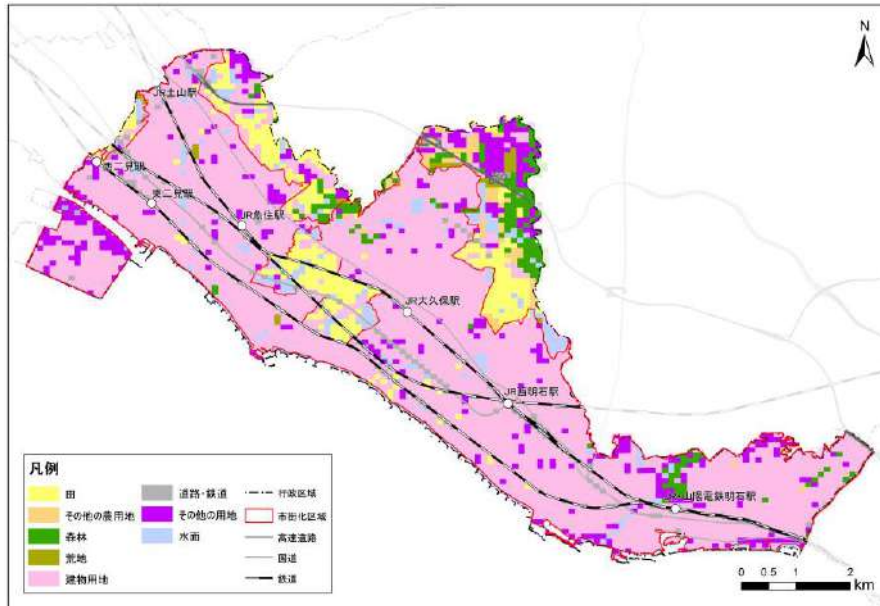 N
JR土山駅
西二見駅
東二見駅
JR魚住駅
JR大久保駅
JR西明石駅
JR・山陽電鉄明石駅
凡例
田
その他の農用地
森林
荒地
建物用地
道路・鉄道
その他の用地
水面
行政区域
市街化区域
高速道路
国道
鉄道
0 0.5 1 2
km